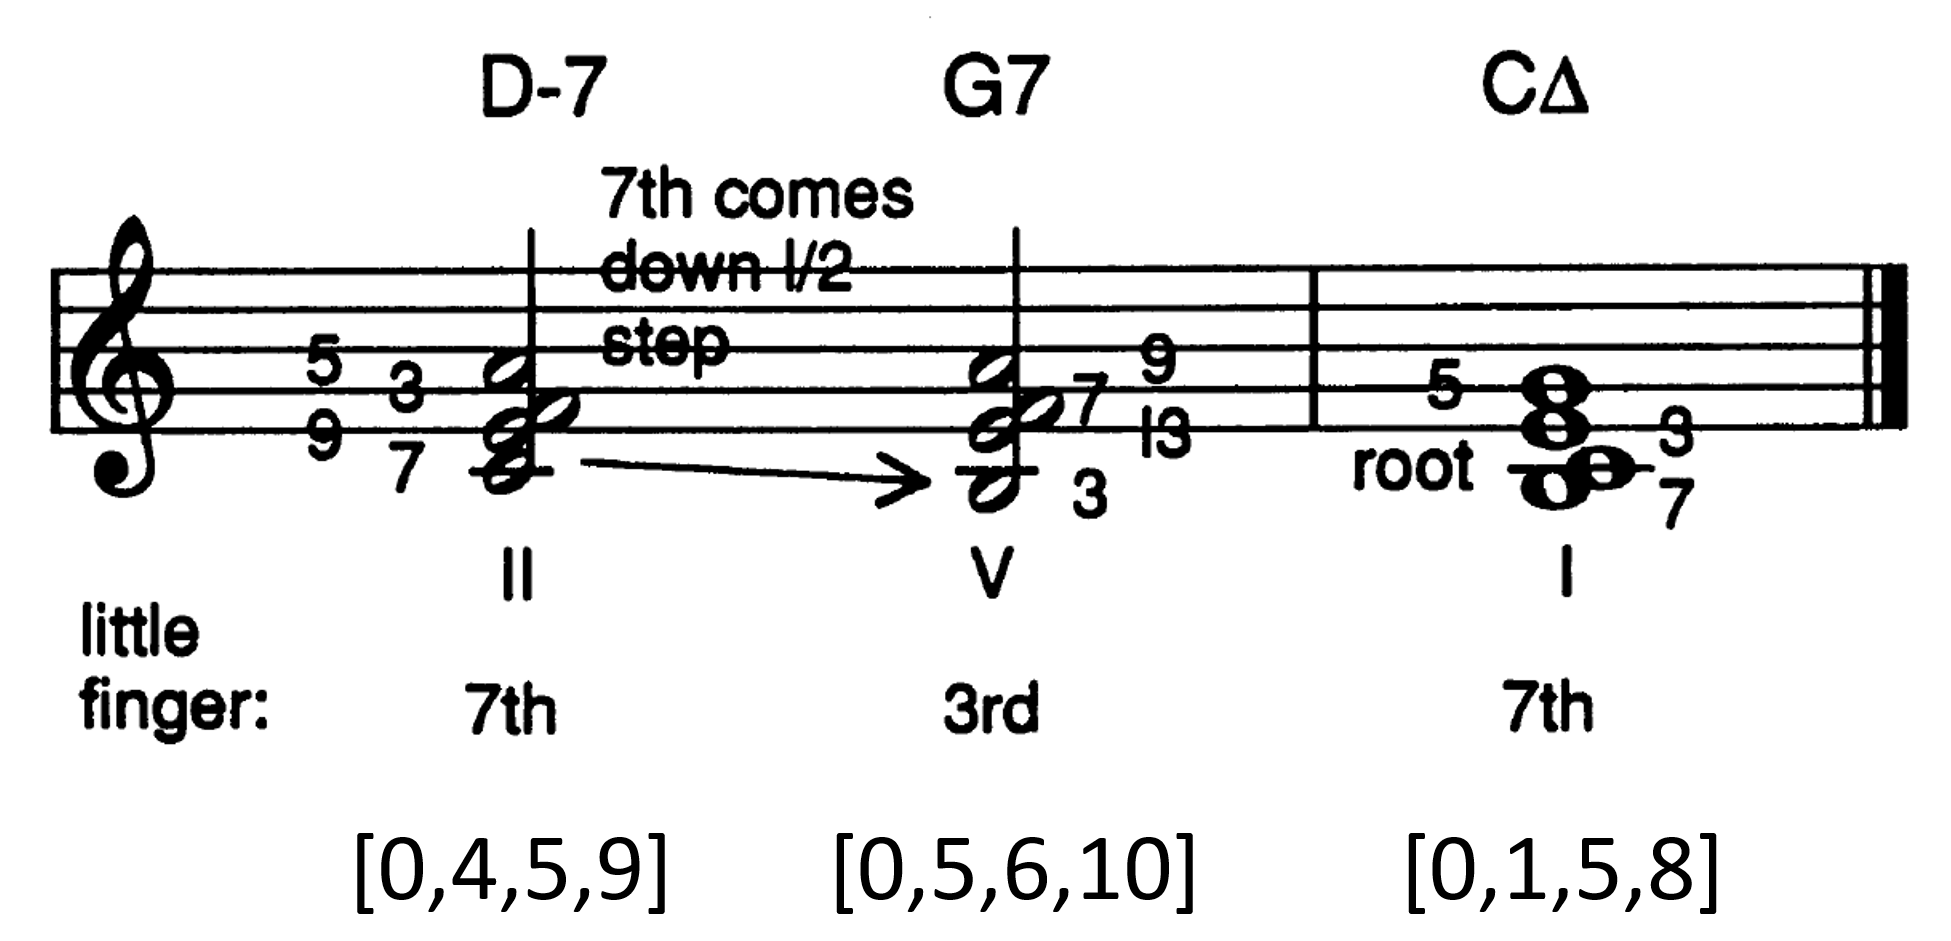 D-7 G7 CΔ
7th comes
down 1/2
step
5 3 9 7
9 7 13 3
5 root 3 7
II V I
little
finger: 7th 3rd 7th
[0,4,5,9] [0,5,6,10] [0,1,5,8]